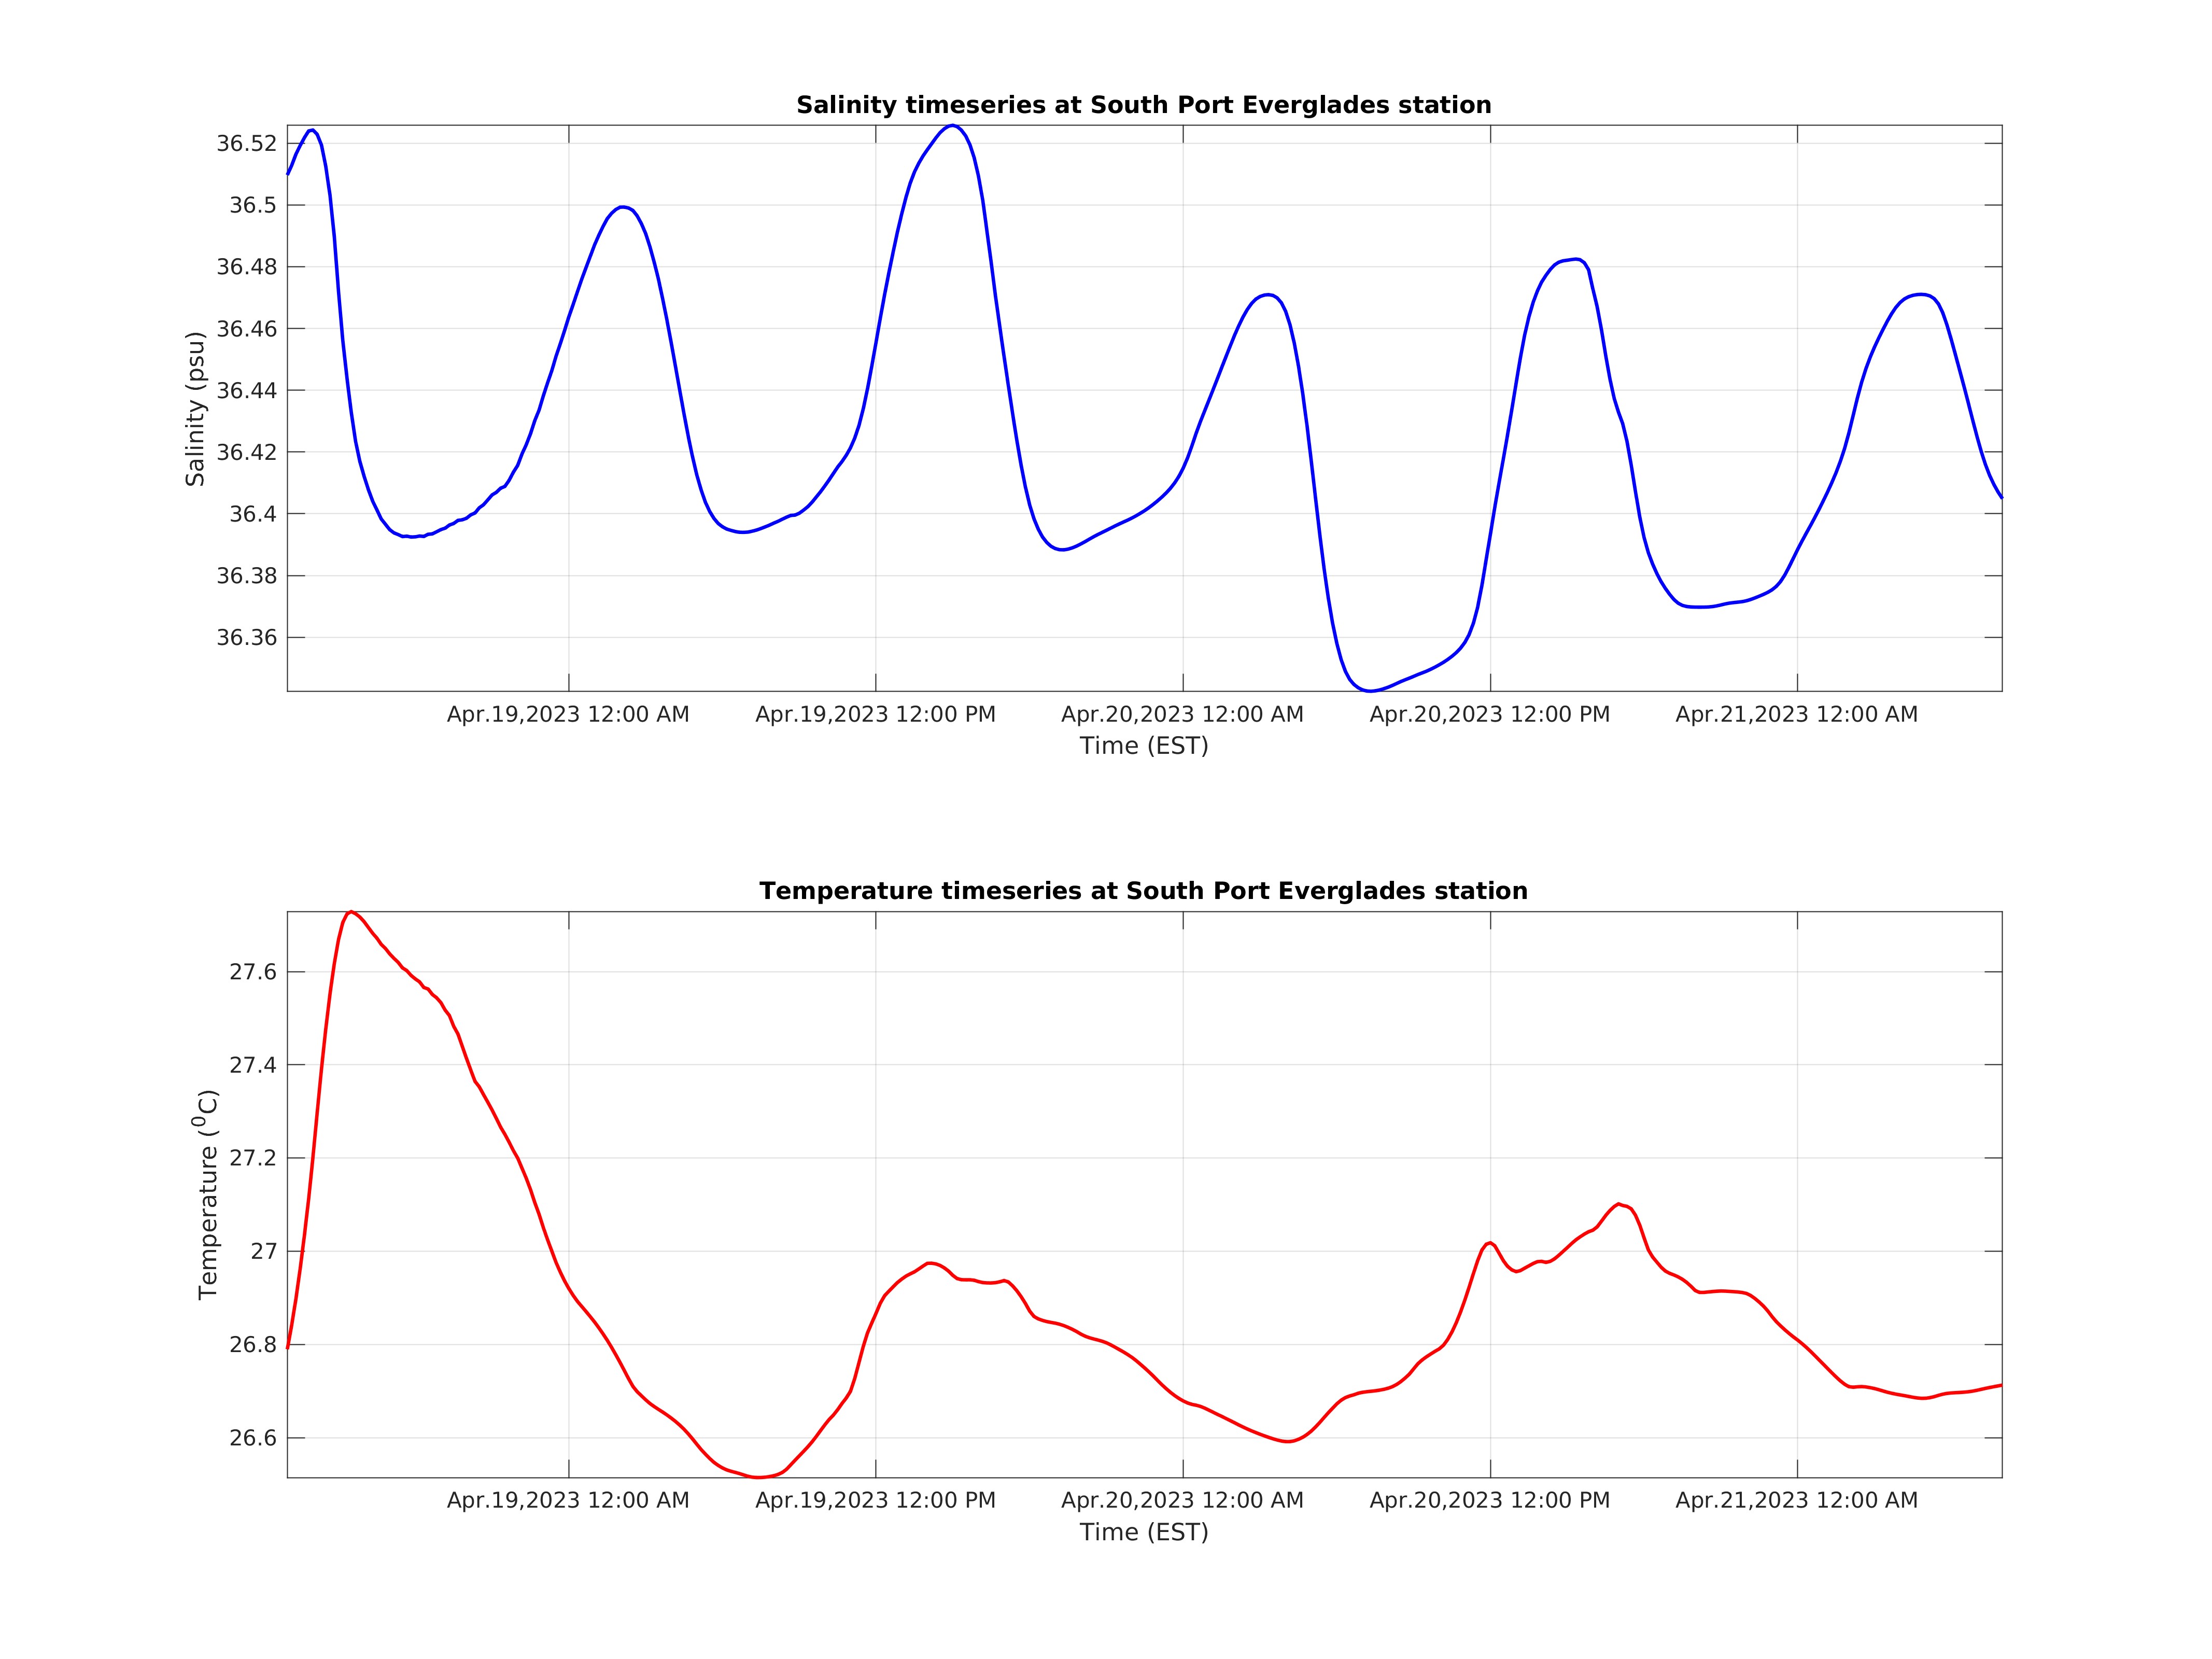 Salinity timeseries at South Port Everglades station
36.52
36.5
36.48
36.46
36.44
36.42
36.4
36.38
36.36
Salinity (psu)
Apr.19,2023 12:00 AM Apr.19,2023 12:00 PM Apr.20,2023 12:00 AM Apr.20,2023 12:00 PM Apr.21,2023 12:00 AM
Time (EST)
Temperature timeseries at South Port Everglades station
27.6
27.4
27.2
27
26.8
26.6
Temperature (⁰C)
Apr.19,2023 12:00 AM Apr.19,2023 12:00 PM Apr.20,2023 12:00 AM Apr.20,2023 12:00 PM Apr.21,2023 12:00 AM
Time (EST)